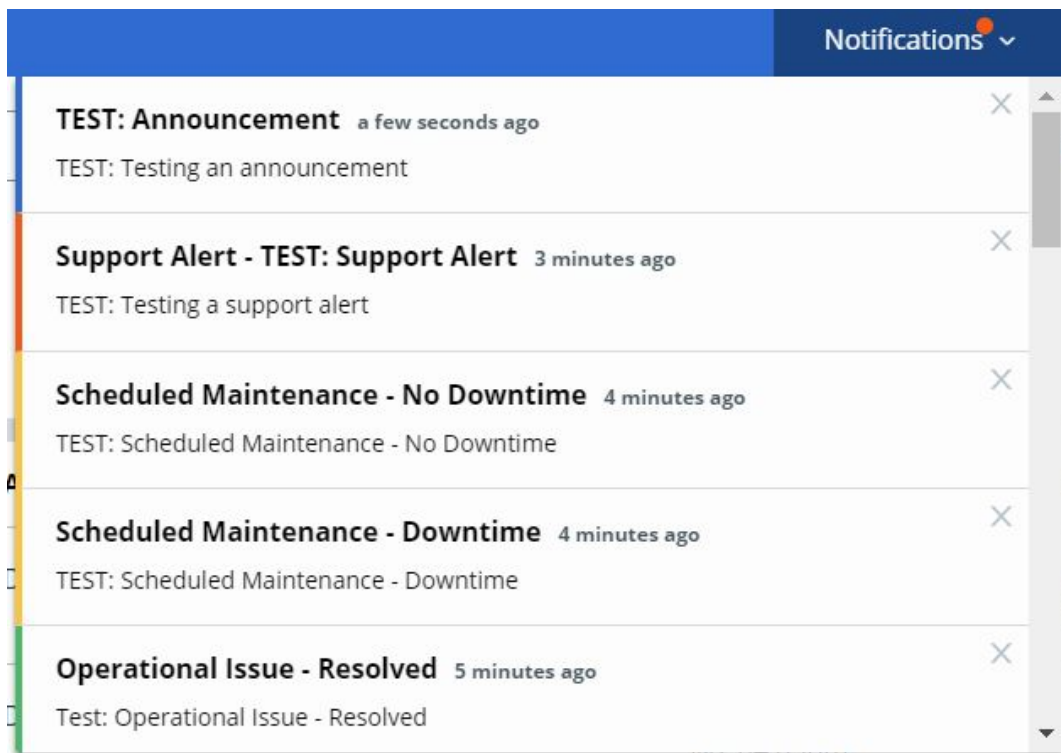 Notifications
TEST: Announcement a few seconds ago
TEST: Testing an announcement
Support Alert - TEST: Support Alert 3 minutes ago
TEST: Testing a support alert
Scheduled Maintenance - No Downtime 4 minutes ago
TEST: Scheduled Maintenance - No Downtime
Scheduled Maintenance - Downtime 4 minutes ago
TEST: Scheduled Maintenance - Downtime
Operational Issue - Resolved 5 minutes ago
Test: Operational Issue - Resolved